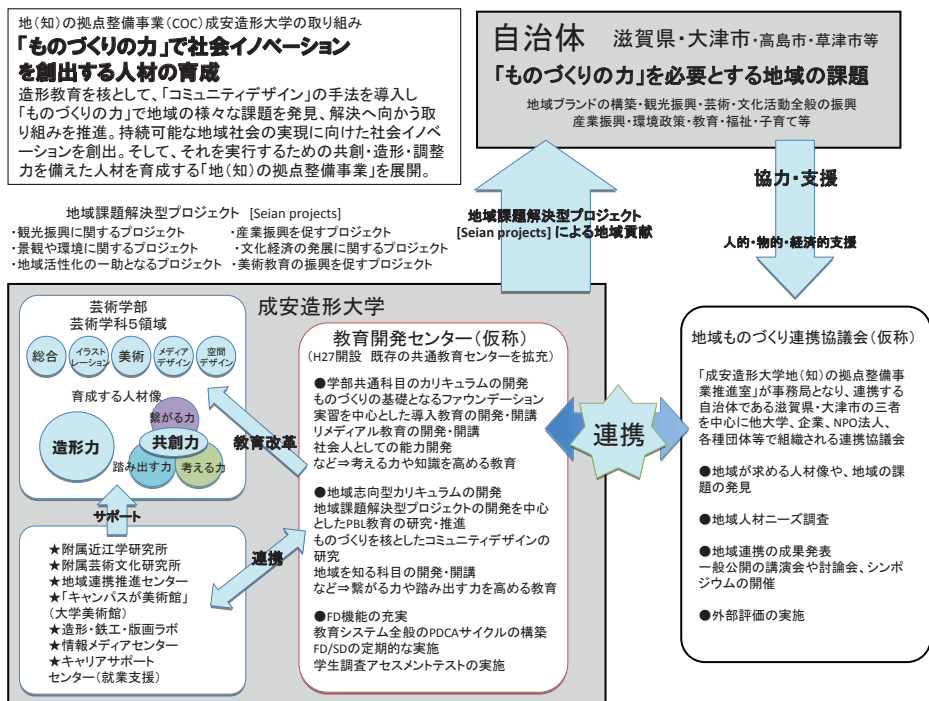 地(知)の拠点整備事業(COC)成安造形大学の取り組み
「ものづくりの力」で社会イノベーション
を創出する人材の育成
造形教育を核として、「コミュニティデザイン」の手法を導入し
「ものづくりの力」で地域の様々な課題を発見、解決へ向かう取
り組みを推進。持続可能な地域社会の実現に向けた社会イノベ
ーションを創出。そして、それを実行するための共創・造形・調整
力を備えた人材を育成する「地(知)の拠点整備事業」を展開。
自治体 滋賀県・大津市・高島市・草津市等
「ものづくりの力」を必要とする地域の課題
地域ブランドの構築・観光振興・芸術・文化活動全般の振興
産業振興・環境政策・教育・福祉・子育て等
地域課題解決型プロジェクト [Seian projects]
・観光振興に関するプロジェクト ・産業振興を促すプロジェクト
・景観や環境に関するプロジェクト ・文化経済の発展に関するプロジェクト
・地域活性化の一助となるプロジェクト ・美術教育の振興を促すプロジェクト
地域課題解決型プロジェクト
[Seian projects] による地域貢献
協力・支援
人的・物的・経済的支援
成安造形大学
芸術学部
芸術学科5領域
総合
イラスト
レーション
美術
メディア
デザイン
空間
デザイン
育成する人材像
造形力
繋がる力
共創力
踏み出す力
考える力
サポート
★附属近江学研究所
★附属芸術文化研究所
★地域連携推進センター
★「キャンパスが美術館」
(大学美術館)
★造形・鉄工・版画ラボ
★情報メディアセンター
★キャリアサポート
センター(就業支援)
教育改革
連携
教育開発センター(仮称)
(H27開設 既存の共通教育センターを拡充)
●学部共通科目のカリキュラムの開発
ものづくりの基礎となるファウンデーション
実習を中心とした導入教育の開発・開講
リメディアル教育の開発・開講
社会人としての能力開発
など⇒考える力や知識を高める教育
●地域志向型カリキュラムの開発
地域課題解決型プロジェクトの開発を中心
としたPBL教育の研究・推進
ものづくりを核としたコミュニティデザインの
研究
地域を知る科目の開発・開講
など⇒繋がる力や踏み出す力を高める教育
●FD機能の充実
教育システム全般のPDCAサイクルの構築
FD/SDの定期的な実施
学生調査アセスメントテストの実施
連携
地域ものづくり連携協議会(仮称)
「成安造形大学地(知)の拠点整備事
業推進室」が事務局となり、連携する
自治体である滋賀県・大津市の三者
を中心に他大学、企業、NPO法人、
各種団体等で組織される連携協議会
●地域が求める人材像や、地域の課
題の発見
●地域人材ニーズ調査
●地域連携の成果発表
一般公開の講演会や討論会、シンポ
ジウムの開催
●外部評価の実施